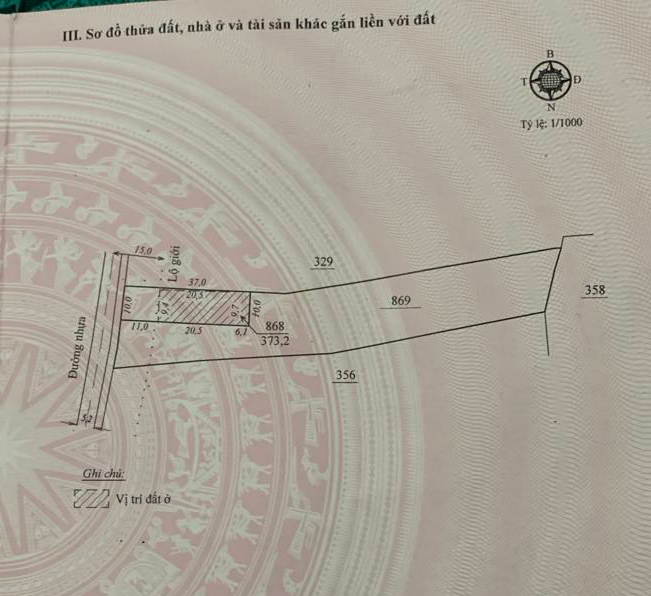 III. Sơ đồ thửa đất, nhà ở và tài sản khác gắn liền với đất
B
T
Đ
N
Tỷ lệ: 1/1000
15,0
Lộ giới
329
37,0
20,5
358
869
10,0
9,4
9,7
10,0
11,0
20,5
6,1
868
373,2
Đường nhựa
356
5,2
Ghi chú:
Vị trí đất ở